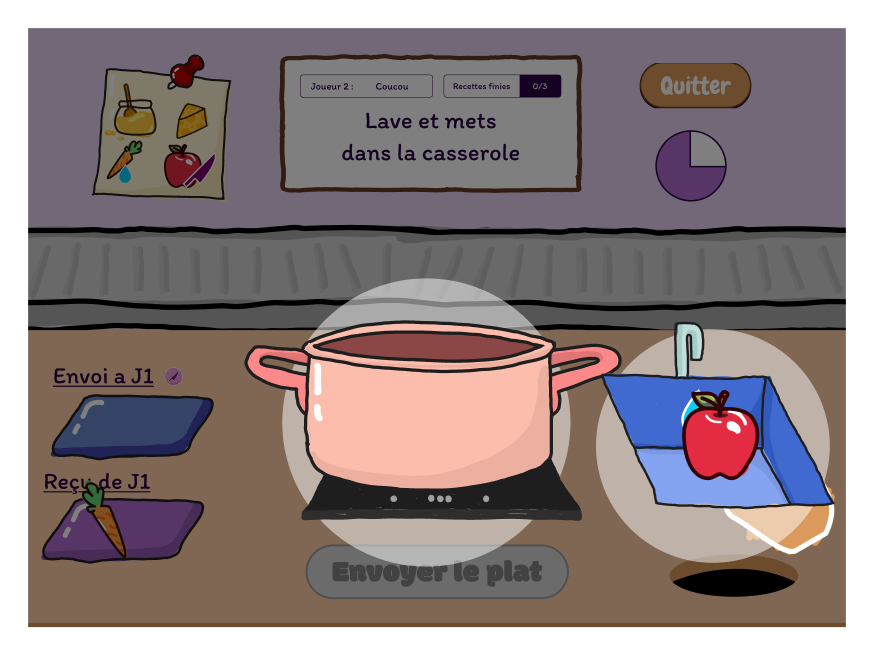 Joueur 2 : Coucou
Recettes finies 0/3
Quitter
Lave et mets
dans la casserole
Envoi a J1
Reçu de J1
Envoyer le plat